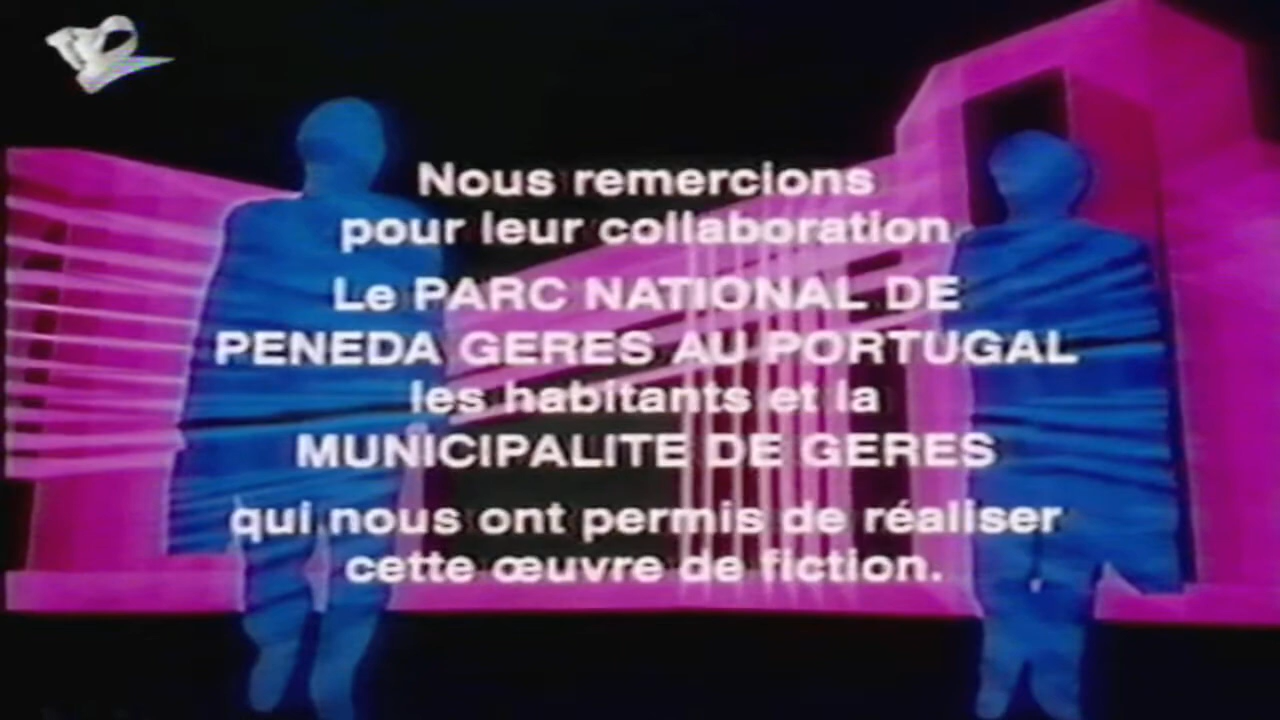 Nous remercions
pour leur collaboration
Le PARC NATIONAL DE
PENEDA GERES AU PORTUGAL
les habitants et la
MUNICIPALITE DE GERES
qui nous ont permis de réaliser
cette œuvre de fiction.